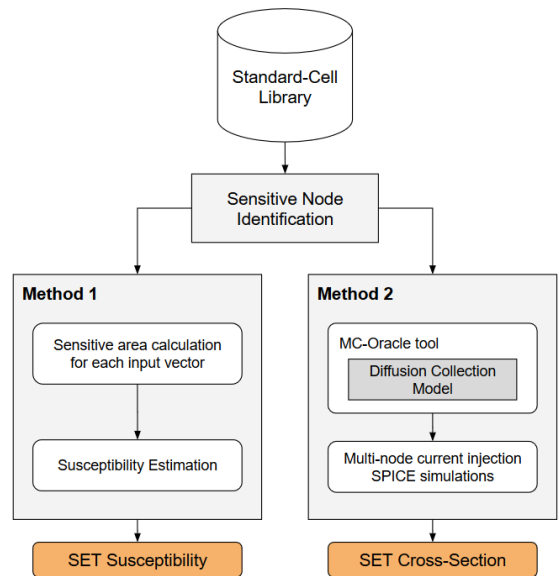 Standard-Cell
Library
Sensitive Node
Identification
Method 1
Sensitive area calculation
for each input vector
Susceptibility Estimation
SET Susceptibility
Method 2
MC-Oracle tool
Diffusion Collection
Model
Multi-node current injection
SPICE simulations
SET Cross-Section